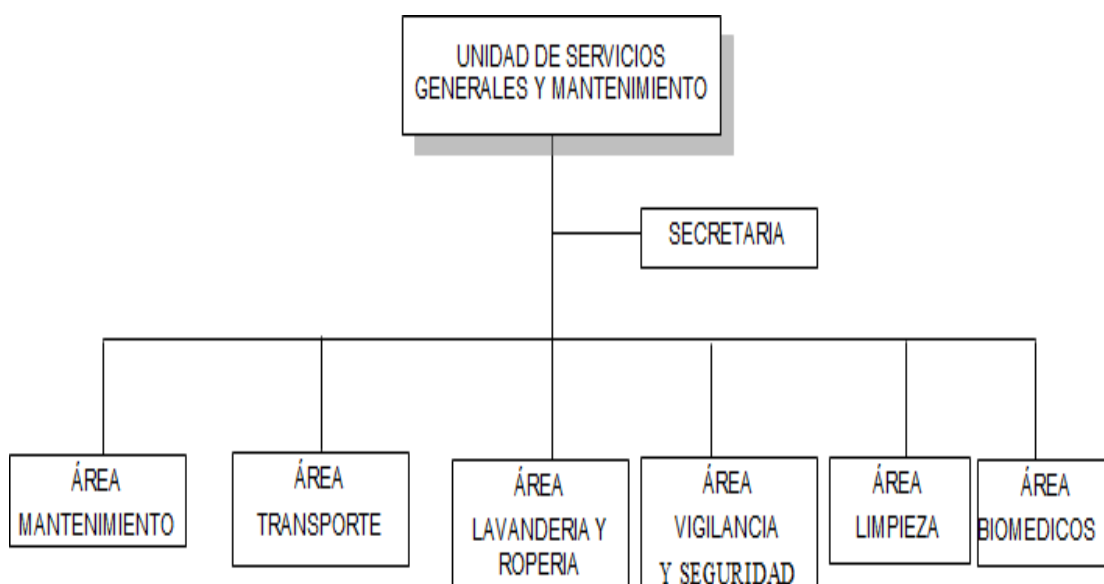 UNIDAD DE SERVICIOS
GENERALES Y MANTENIMIENTO
SECRETARIA
ÁREA
MANTENIMIENTO
ÁREA
TRANSPORTE
ÁREA
LAVANDERIA Y
ROPERIA
ÁREA
VIGILANCIA
Y SEGURIDAD
ÁREA
LIMPIEZA
ÁREA
BIOMEDICOS